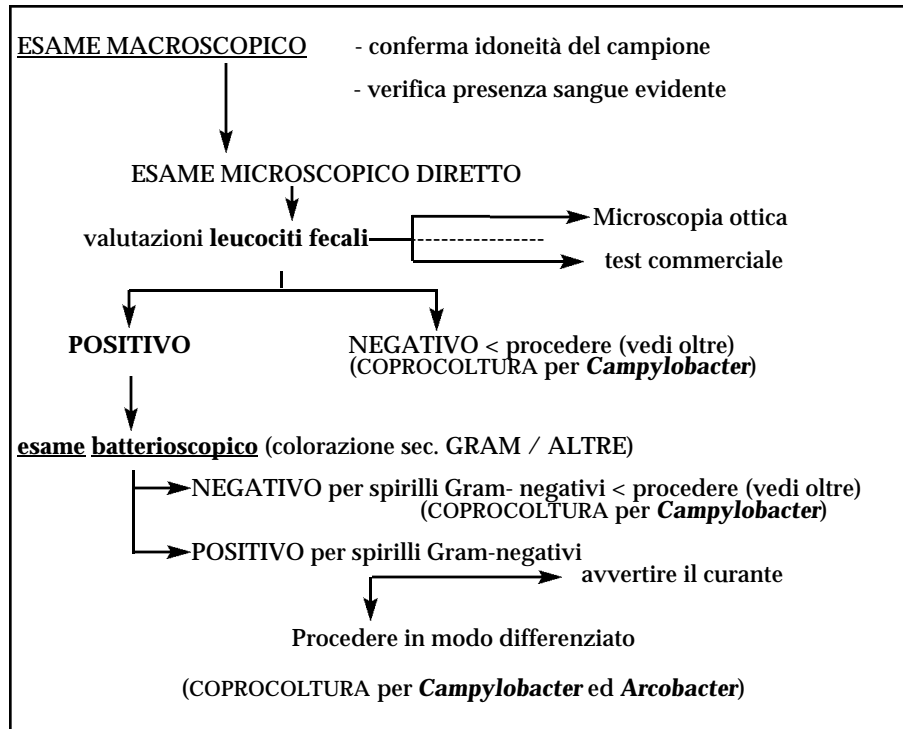 ESAME MACROSCOPICO - conferma idoneità del campione
- verifica presenza sangue evidente
ESAME MICROSCOPICO DIRETTO
valutazioni leucociti fecali
Microscopia ottica
test commerciale
POSITIVO
NEGATIVO < procedere (vedi oltre)
(COPROCOLTURA per Campylobacter)
esame batterioscopico (colorazione sec. GRAM / ALTRE)
NEGATIVO per spirilli Gram- negativi < procedere (vedi oltre)
(COPROCOLTURA per Campylobacter)
POSITIVO per spirilli Gram-negativi
avvertire il curante
Procedere in modo differenziato
(COPROCOLTURA per Campylobacter ed Arcobacter)